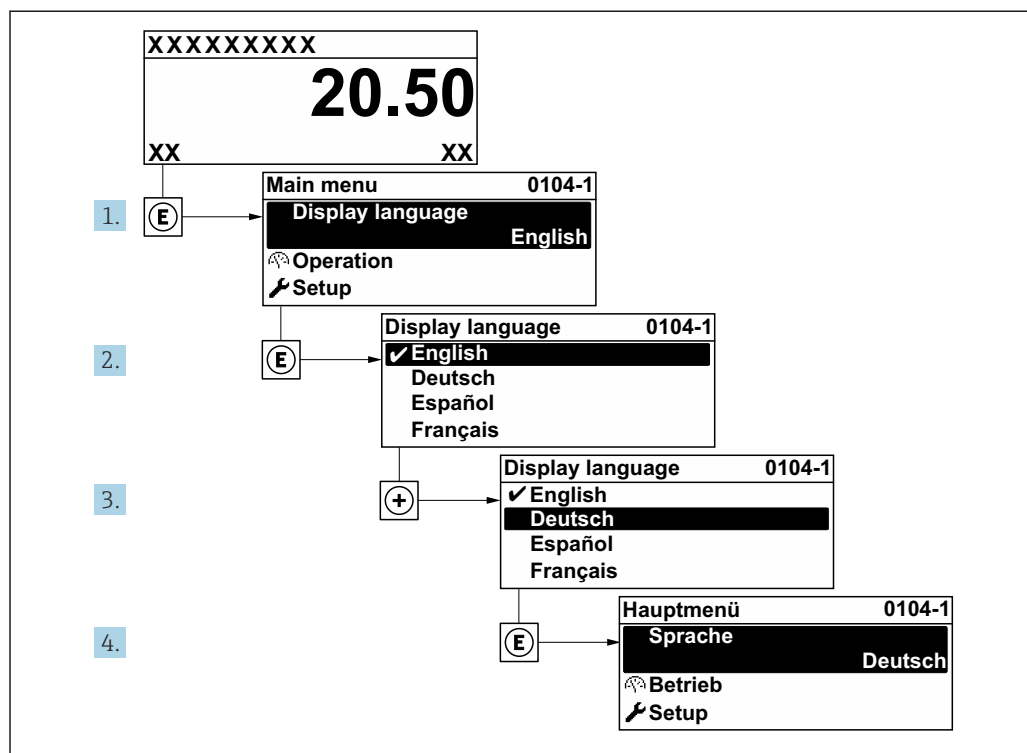 XXXXXXXXX
20.50
XX XX
1. E
Main menu 0104-1
Display language
English
Operation
Setup
2. E
Display language 0104-1
✔English
Deutsch
Español
Français
3. +
Display language 0104-1
✔English
Deutsch
Español
Français
4. E
Hauptmenü 0104-1
Sprache
Deutsch
Betrieb
Setup